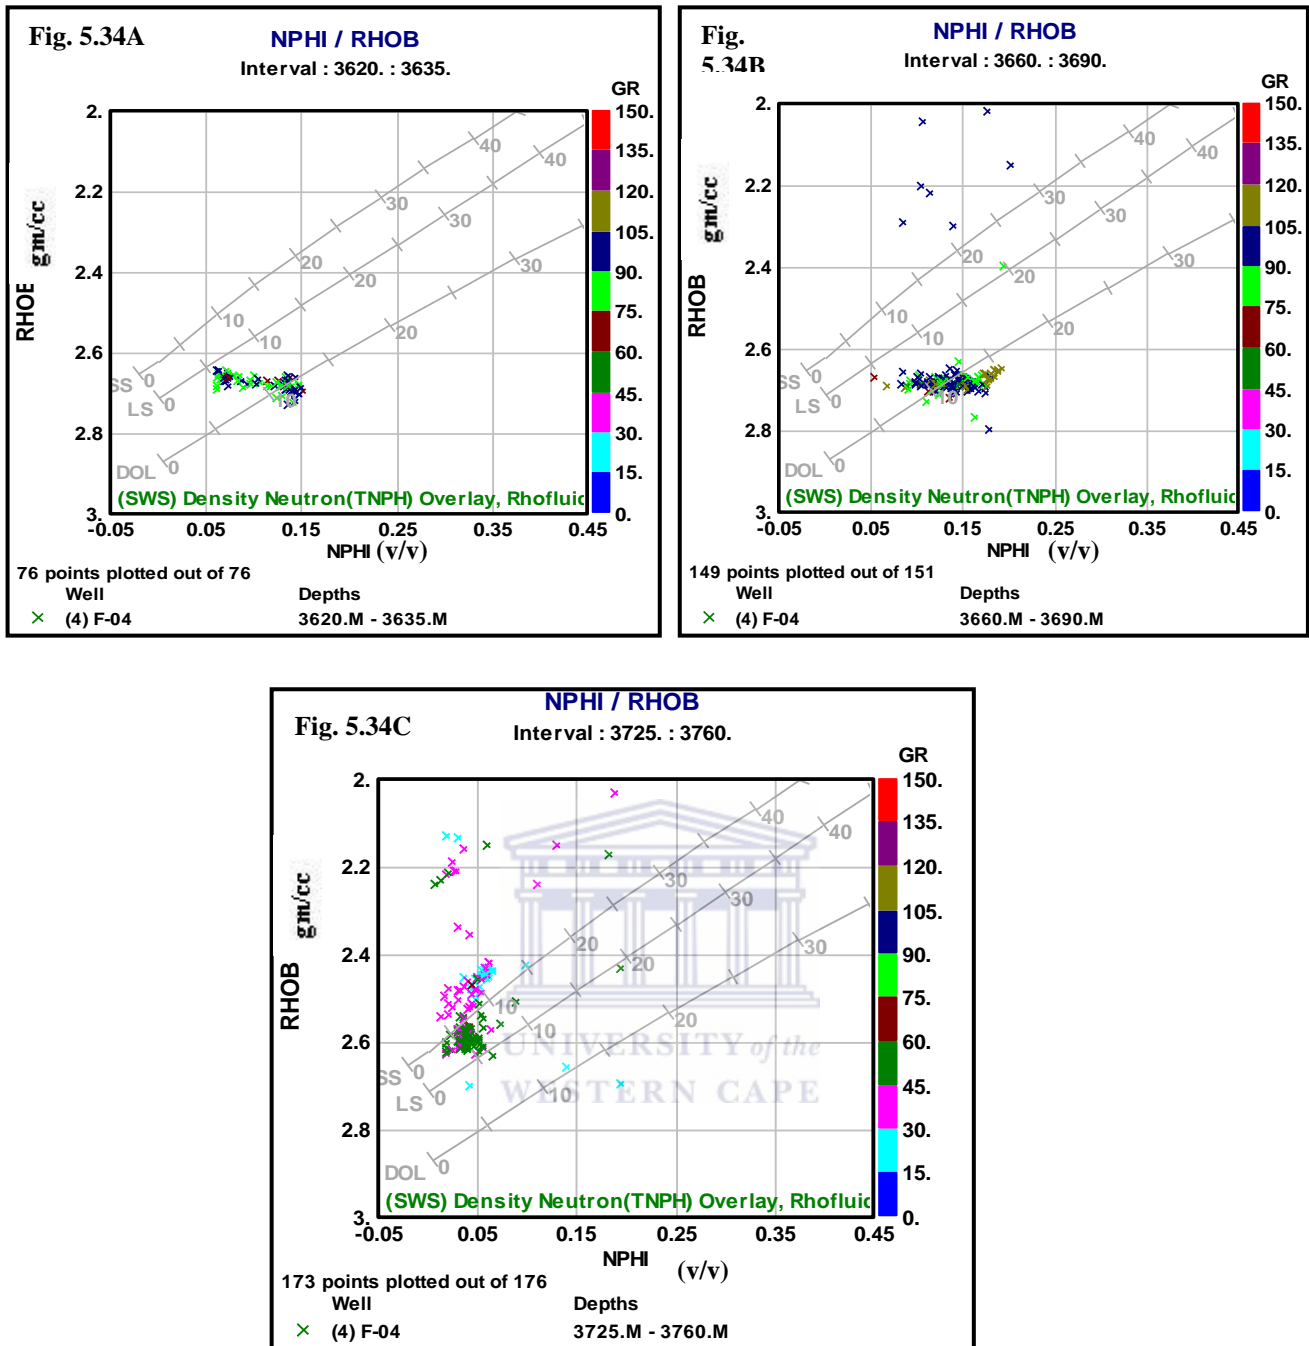 Fig. 5.34A
NPHI / RHOB
Interval : 3620. : 3635.
GR
150.
135.
120.
105.
90.
75.
60.
45.
30.
15.
0.
2.
2.2
2.4
2.6
2.8
3.
gm/cc
RHOB
40
40
30
30
30
20
20
20
10
10
10
SS 0
LS 0
DOL 0
(SWS) Density Neutron(TNPH) Overlay, Rhofluid
-0.05 0.05 0.15 0.25 0.35 0.45
NPHI (v/v)
76 points plotted out of 76
Well Depths
(4) F-04 3620.M - 3635.M
Fig.
5.34B
NPHI / RHOB
Interval : 3660. : 3690.
GR
150.
135.
120.
105.
90.
75.
60.
45.
30.
15.
0.
2.
2.2
2.4
2.6
2.8
3.
gm/cc
RHOB
40
40
30
30
30
20
20
20
10
10
10
SS 0
LS 0
DOL 0
(SWS) Density Neutron(TNPH) Overlay, Rhofluid
-0.05 0.05 0.15 0.25 0.35 0.45
NPHI (v/v)
149 points plotted out of 151
Well Depths
(4) F-04 3660.M - 3690.M
Fig. 5.34C
NPHI / RHOB
Interval : 3725. : 3760.
GR
150.
135.
120.
105.
90.
75.
60.
45.
30.
15.
0.
2.
2.2
2.4
2.6
2.8
3.
gm/cc
RHOB
40
40
30
30
30
20
20
20
10
10
10
SS 0
LS 0
DOL 0
UNIVERSITY of the
WESTERN CAPE
(SWS) Density Neutron(TNPH) Overlay, Rhofluid
-0.05 0.05 0.15 0.25 0.35 0.45
NPHI (v/v)
173 points plotted out of 176
Well Depths
(4) F-04 3725.M - 3760.M